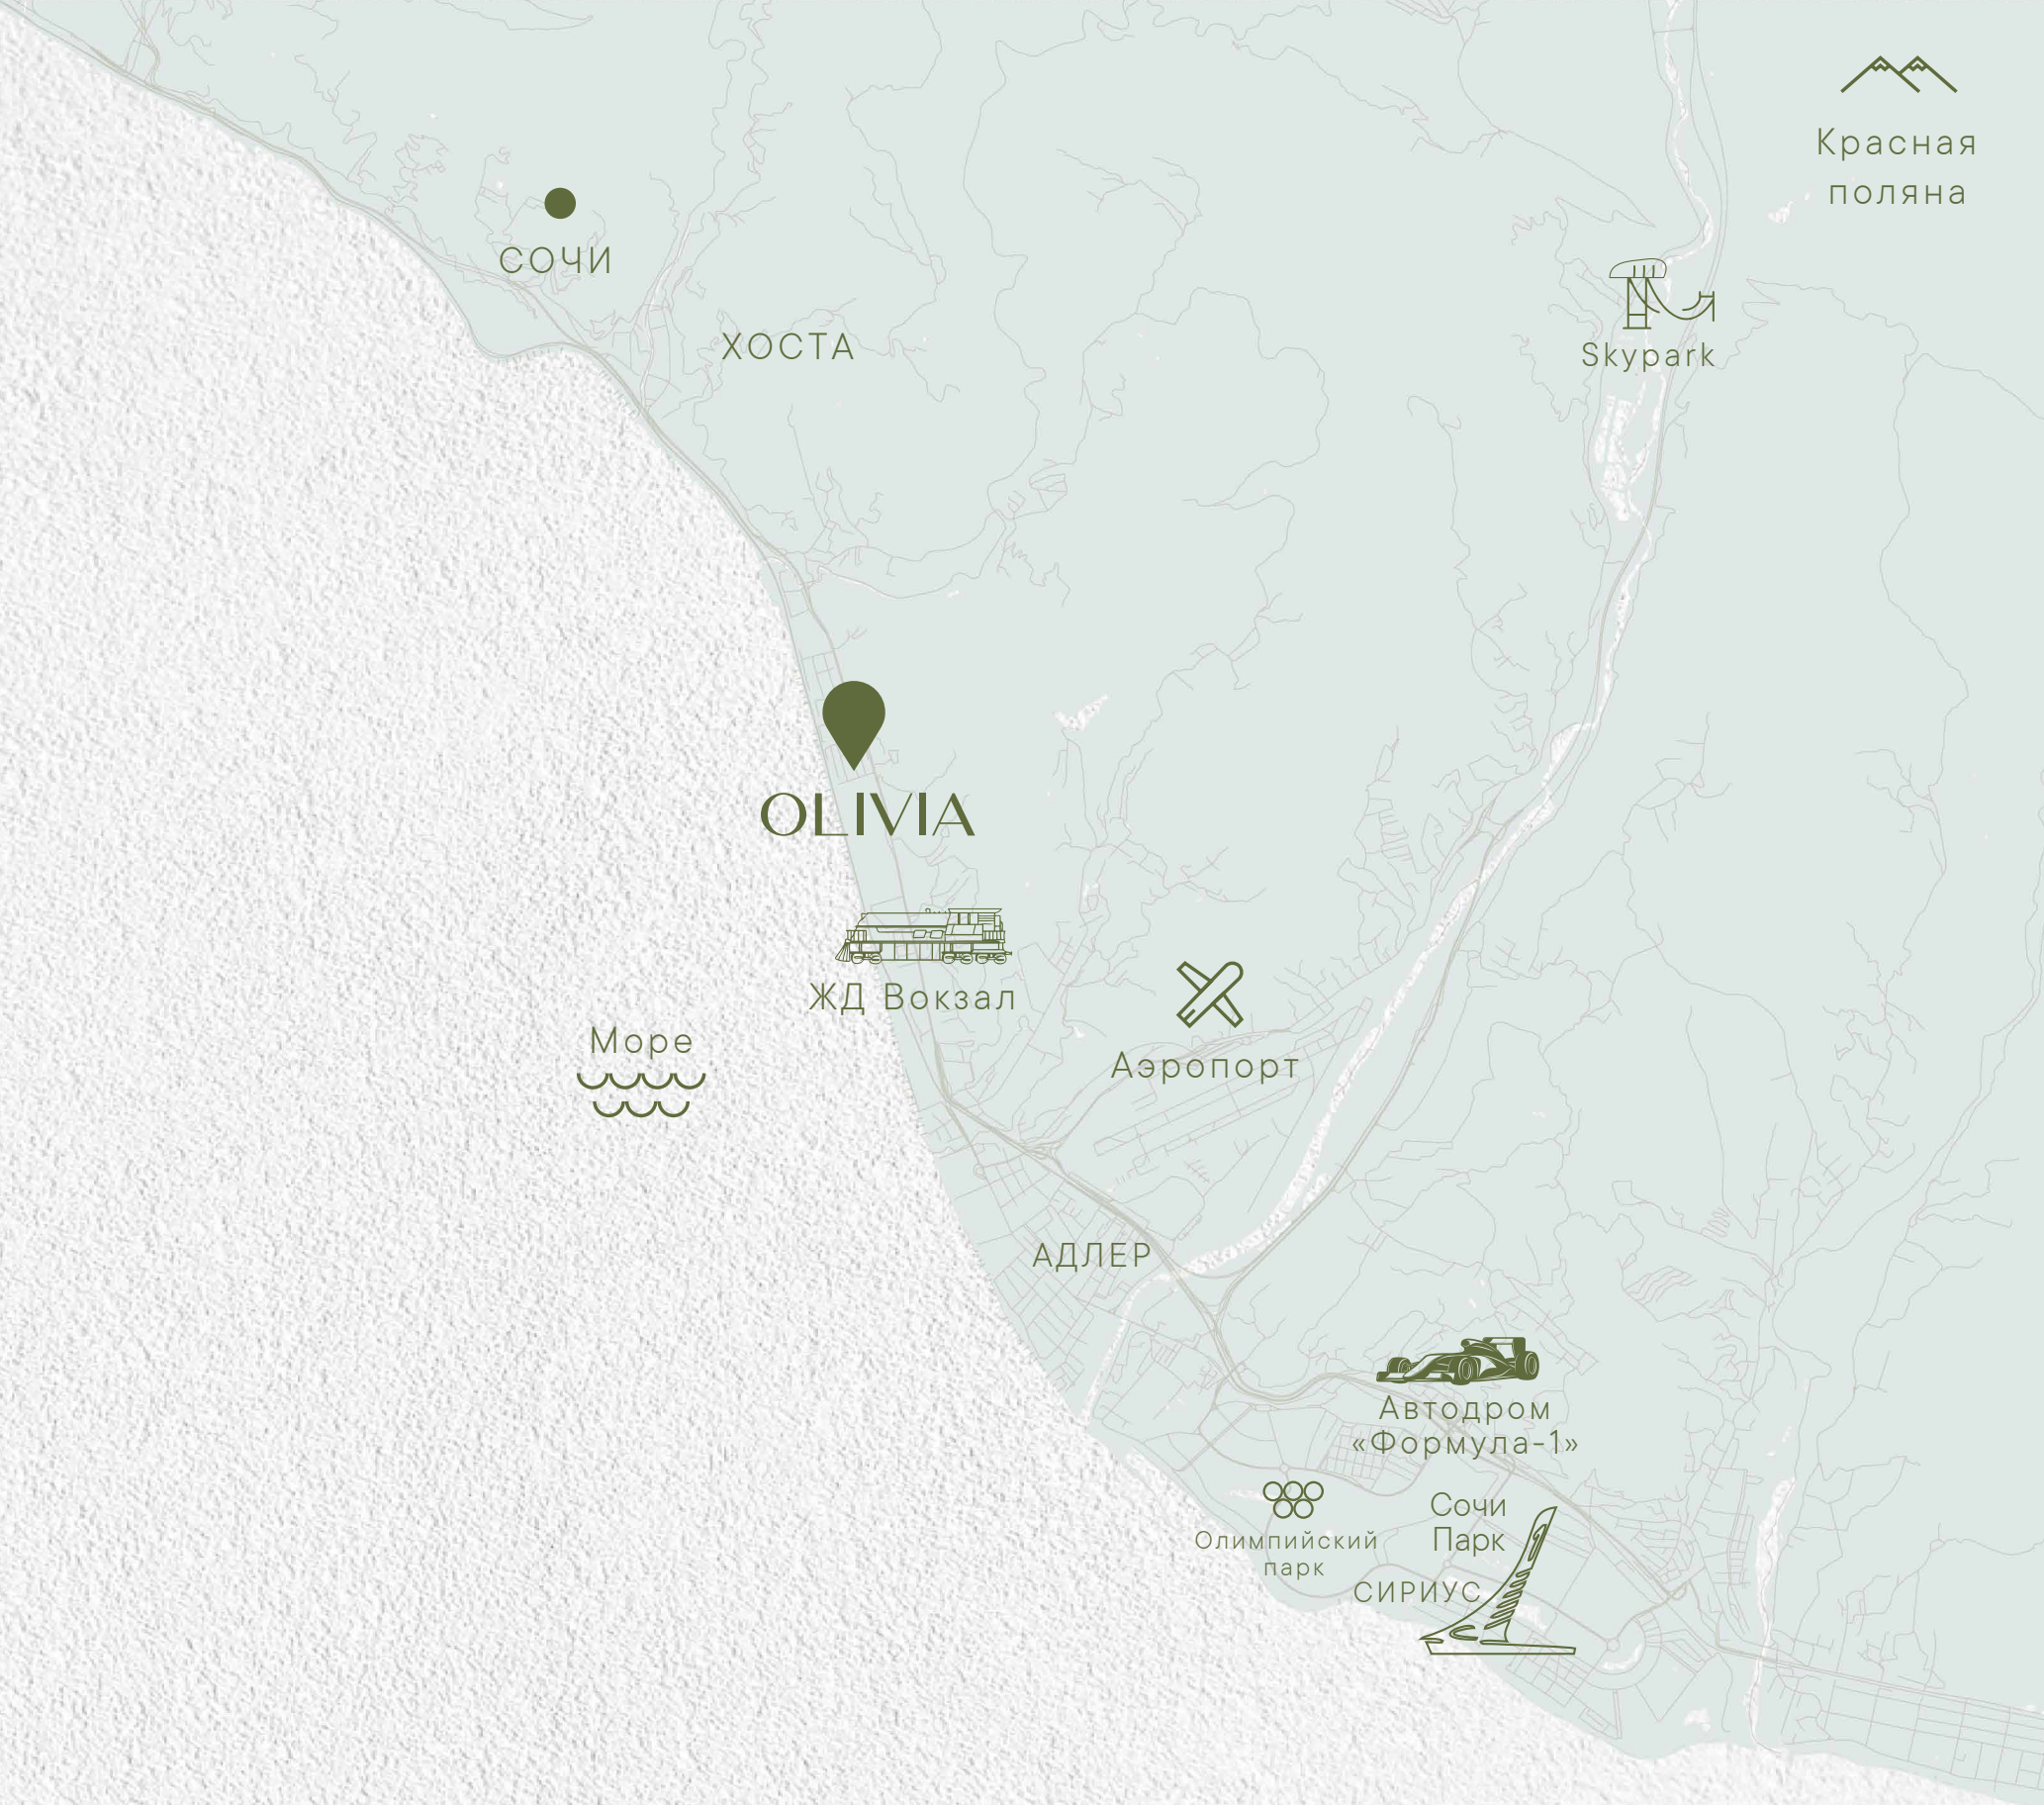 Красная
поляна
СОЧИ
ХОСТА
Skypark
OLIVIA
ЖД Вокзал
Море
Аэропорт
АДЛЕР
Автодром
«Формула-1»
Сочи
Парк
Олимпийский
парк
СИРИУС